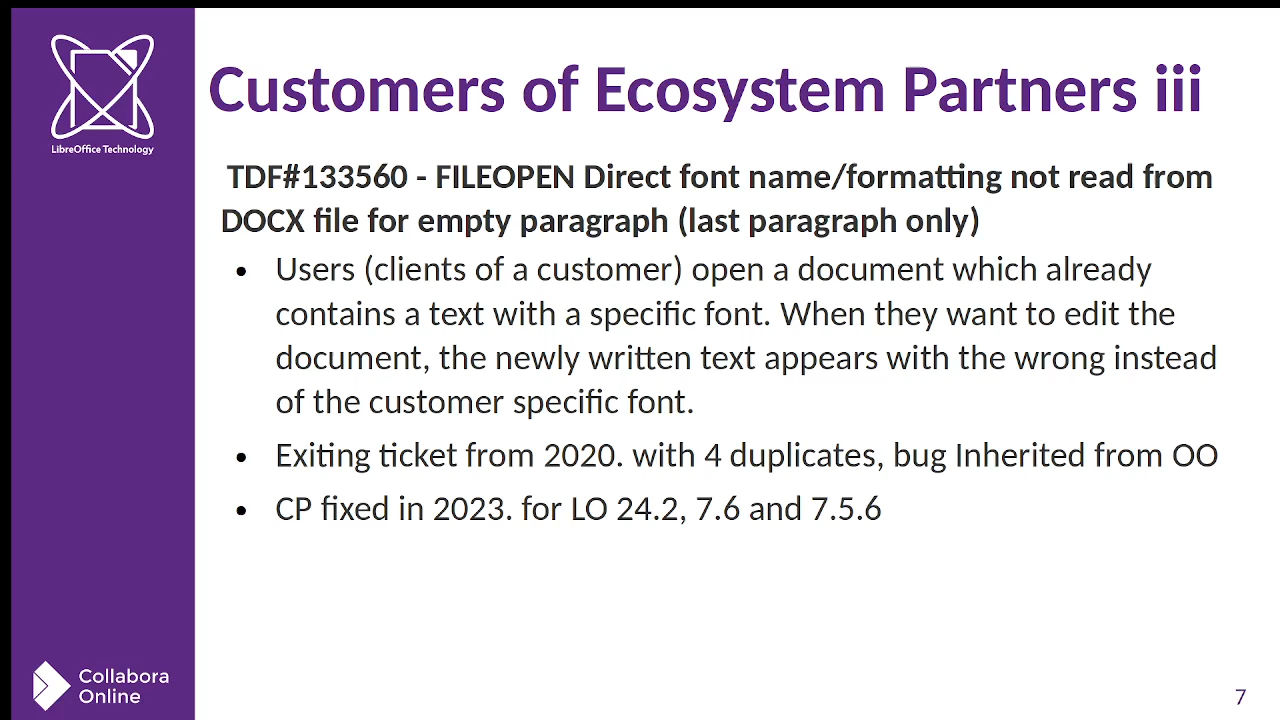 LibreOffice Technology
Customers of Ecosystem Partners iii
TDF#133560 - FILEOPEN Direct font name/formatting not read from
DOCX file for empty paragraph (last paragraph only)
• Users (clients of a customer) open a document which already
contains a text with a specific font. When they want to edit the
document, the newly written text appears with the wrong instead
of the customer specific font.
• Exiting ticket from 2020. with 4 duplicates, bug Inherited from OO
• CP fixed in 2023. for LO 24.2, 7.6 and 7.5.6
Collabora
Online
7